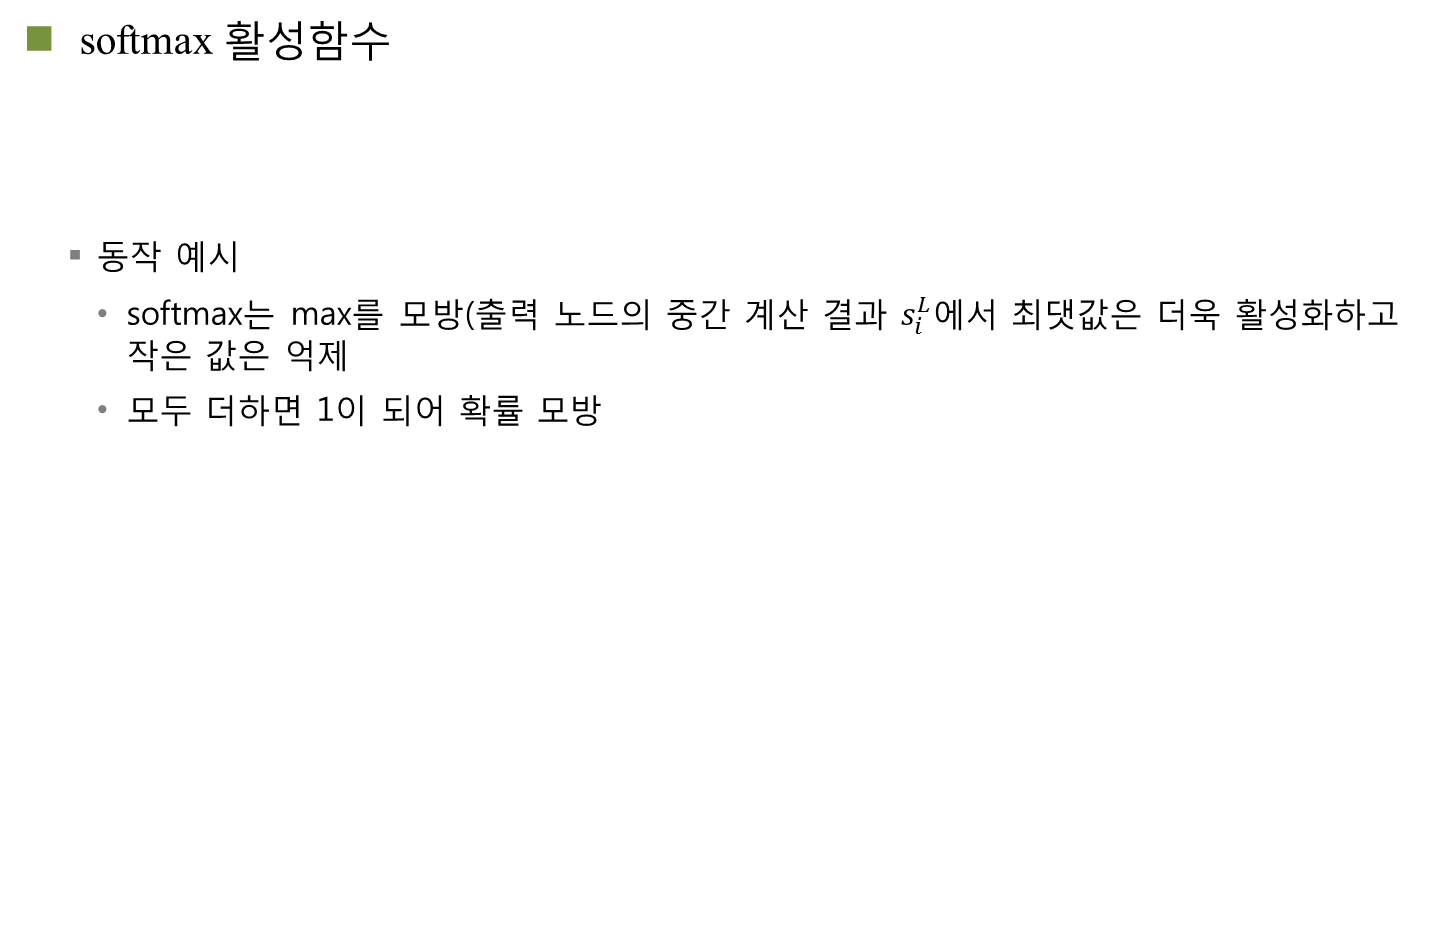 softmax 활성함수
동작 예시
softmax는 max를 모방(출력 노드의 중간 계산 결과 $s_i^L$에서 최댓값은 더욱 활성화하고
작은 값은 억제
모두 더하면 1이 되어 확률 모방